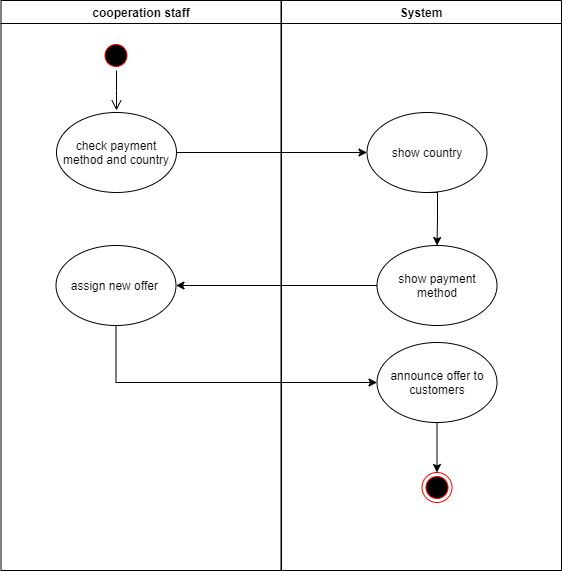 cooperation staff
System
check payment
method and country
show country
assign new offer
show payment
method
announce offer to
customers